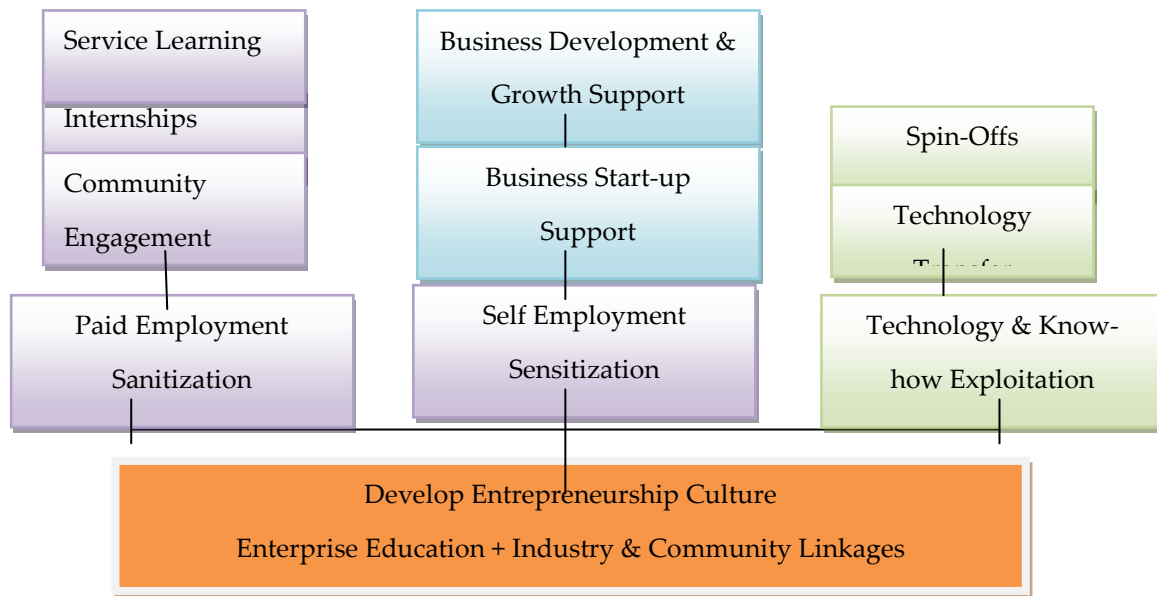 Service Learning
Internships
Community
Engagement
Paid Employment
Sanitization
Business Development &
Growth Support
Business Start-up
Support
Self Employment
Sensitization
Spin-Offs
Technology
Technology & Know-
how Exploitation
Develop Entrepreneurship Culture
Enterprise Education + Industry & Community Linkages